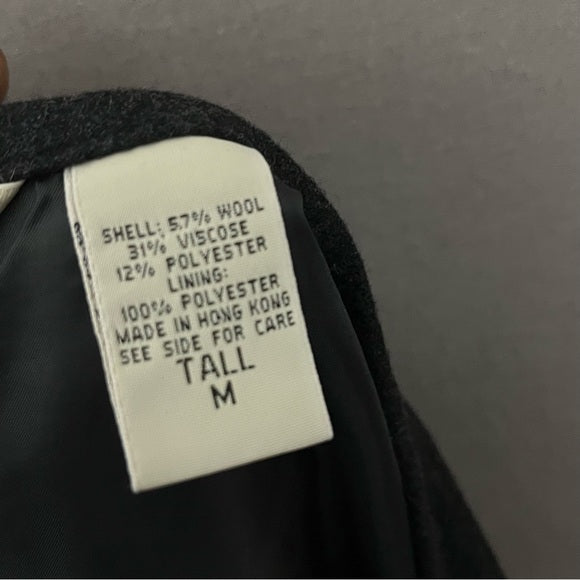 SHELL: 57% WOOL
31% VISCOSE
12% POLYESTER
LINING:
100% POLYESTER
MADE IN HONG KONG
SEE SIDE FOR CARE
TALL
M